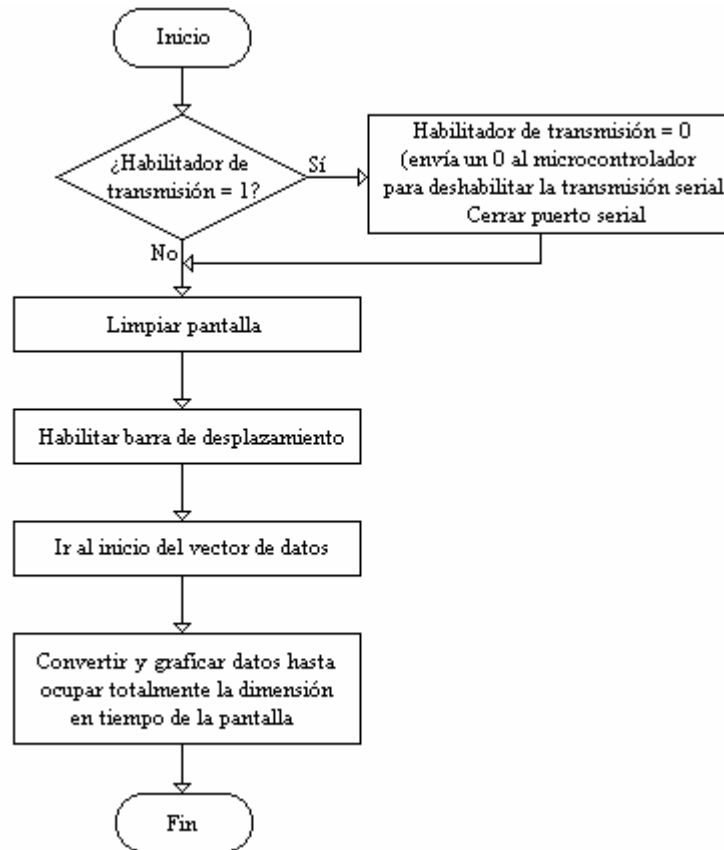 Inicio
¿Habilitador de
transmisión = 1?
Sí
Habilitador de transmisión = 0
(envía un 0 al microcontrolador
para deshabilitar la transmisión serial
Cerrar puerto serial
No
Limpiar pantalla
Habilitar barra de desplazamiento
Ir al inicio del vector de datos
Convertir y graficar datos hasta
ocupar totalmente la dimensión
en tiempo de la pantalla
Fin